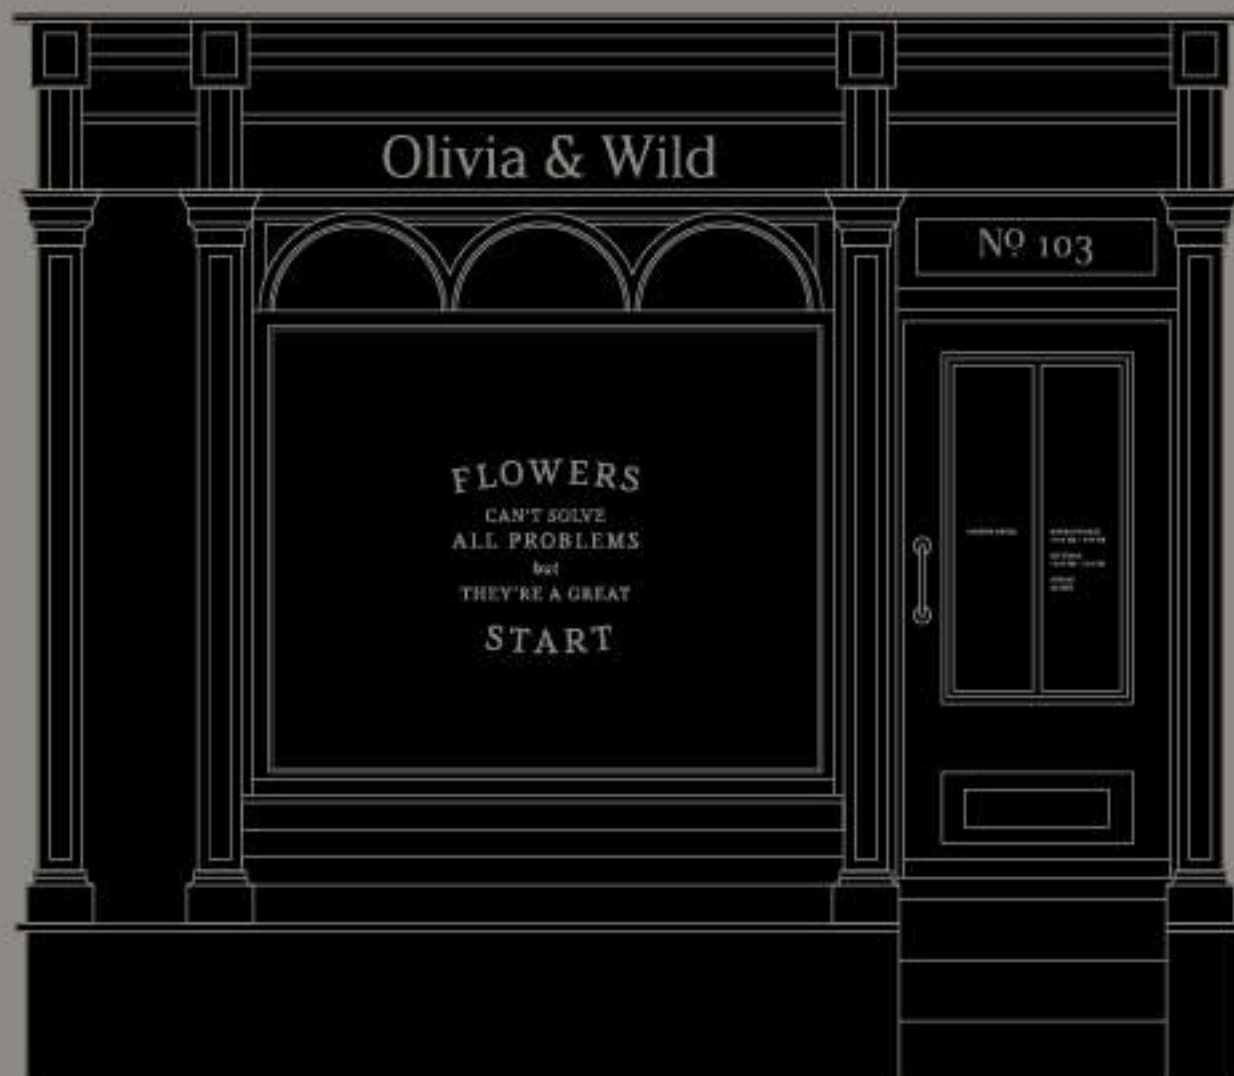 Olivia & Wild
Nº 103
FLOWERS
CAN'T SOLVE
ALL PROBLEMS
but
THEY'RE A GREAT
START